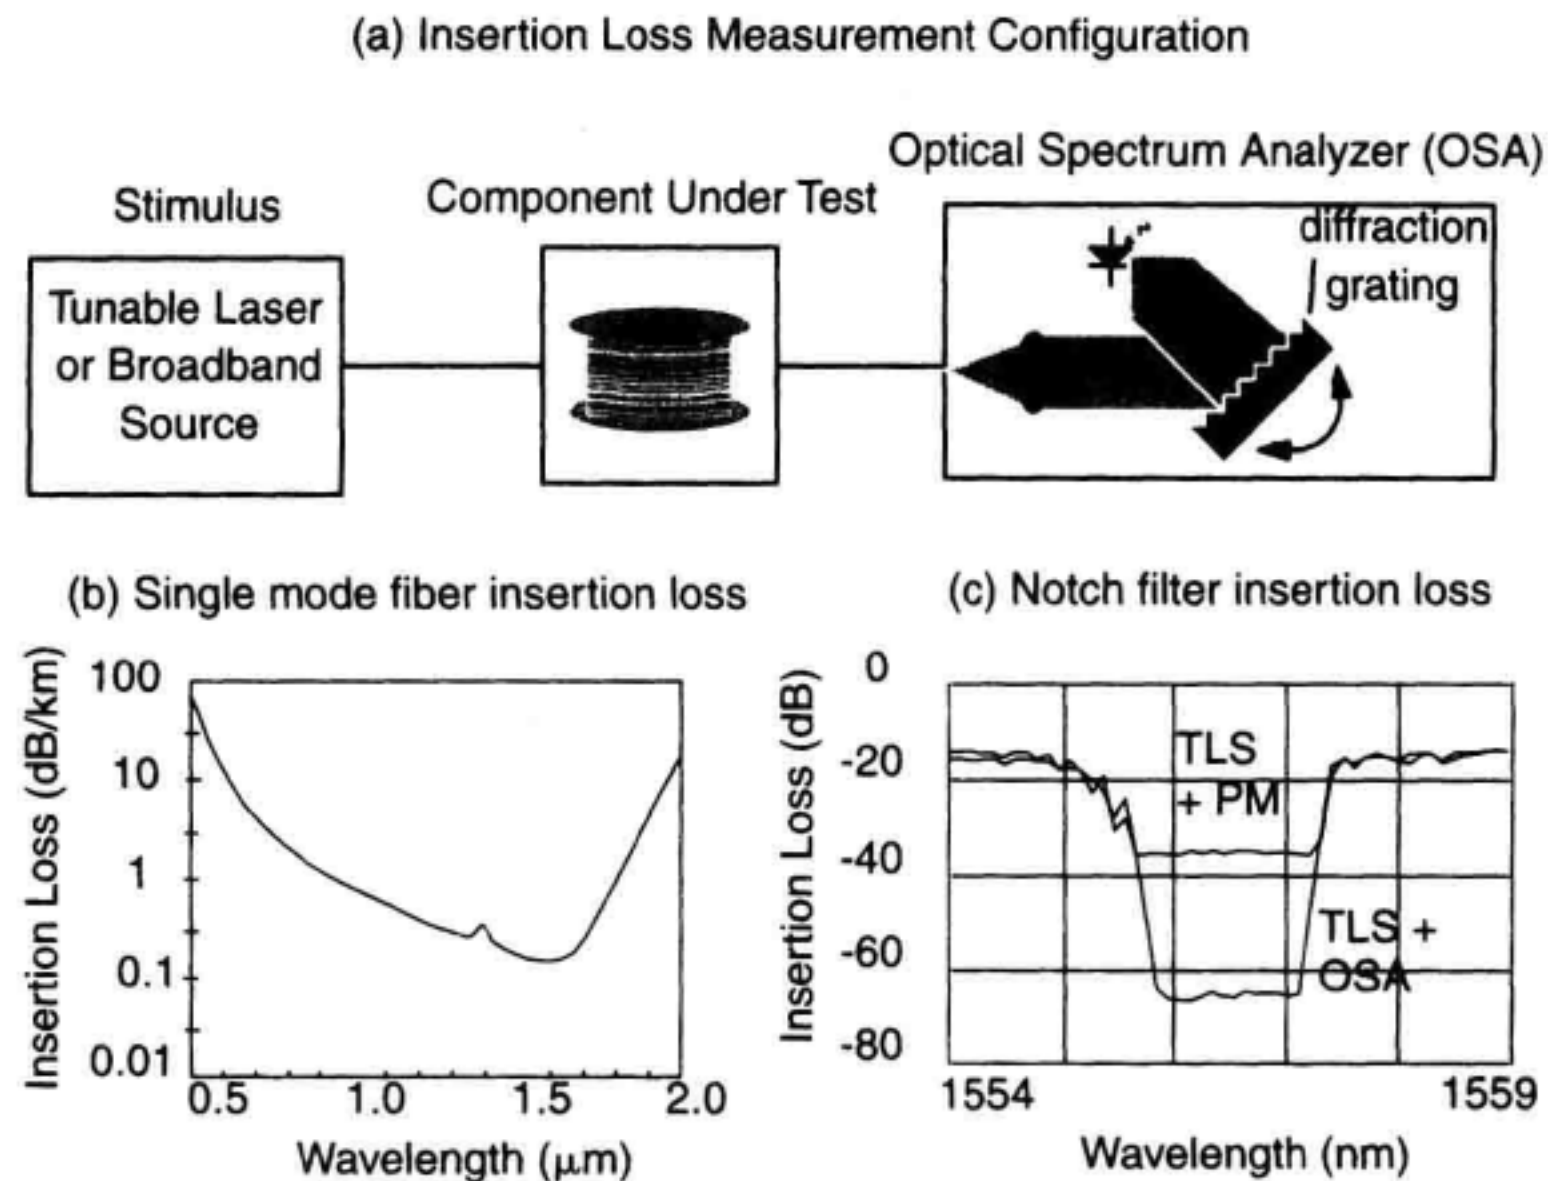 (a) Insertion Loss Measurement Configuration
Optical Spectrum Analyzer (OSA)
Component Under Test
Stimulus
diffraction
grating
Tunable Laser
or Broadband
Source
(b) Single mode fiber insertion loss
Insertion Loss (dB/km)
100
10
1
0.1
0.01
0.5
1.0
1.5
2.0
Wavelength (μm)
(c) Notch filter insertion loss
Insertion Loss (dB)
0
-20
-40
-60
-80
TLS
+ PM
TLS +
OSA
1554
1559
Wavelength (nm)